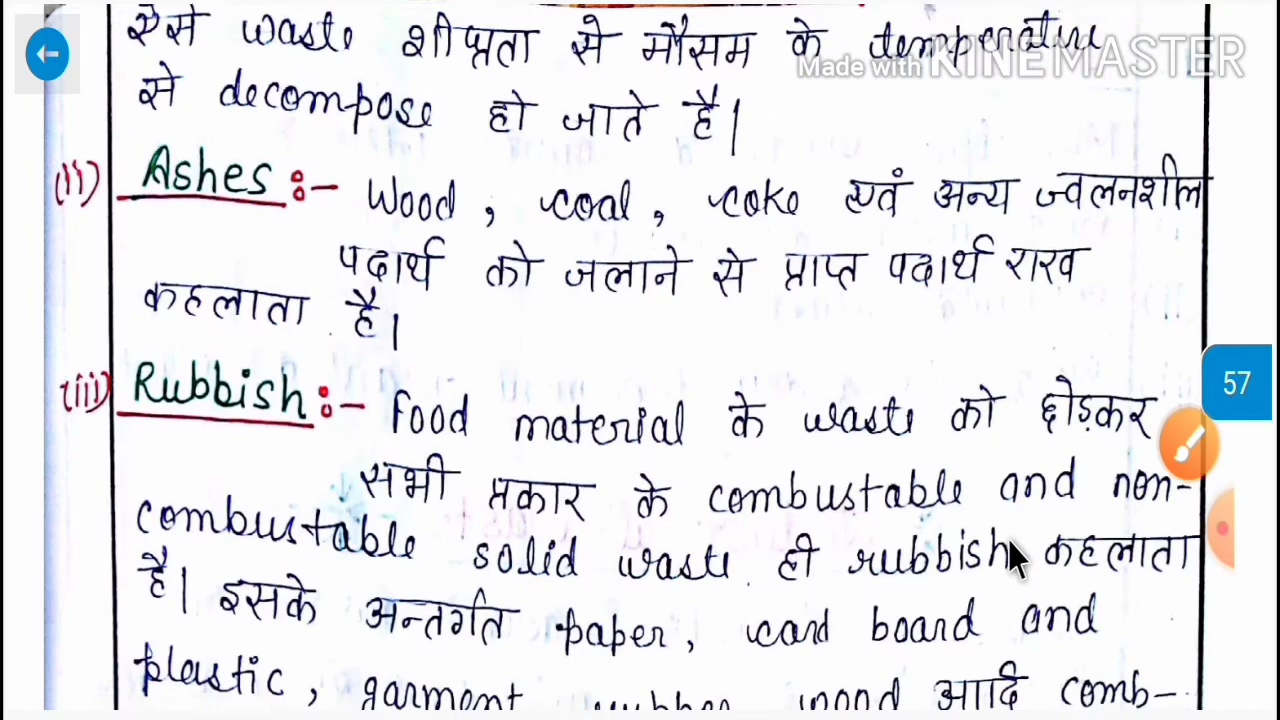 ऐसे waste शीघ्रता से मौसम के temperature
Made with KINEMASTER
से decompose हो जाते है।
(ii) Ashes :- Wood, coal, coke एवं अन्य ज्वलनशील
पदार्थ को जलाने से प्राप्त पदार्थ राख
कहलाता है।
(iii) Rubbish :- Food material के waste को छोड़कर
57
सभी प्रकार के combustable and non-
combustable solid waste ही rubbish कहलाता
है। इसके अन्तर्गत paper, card board and
plastic, garment, rubber, wood आदि comb-